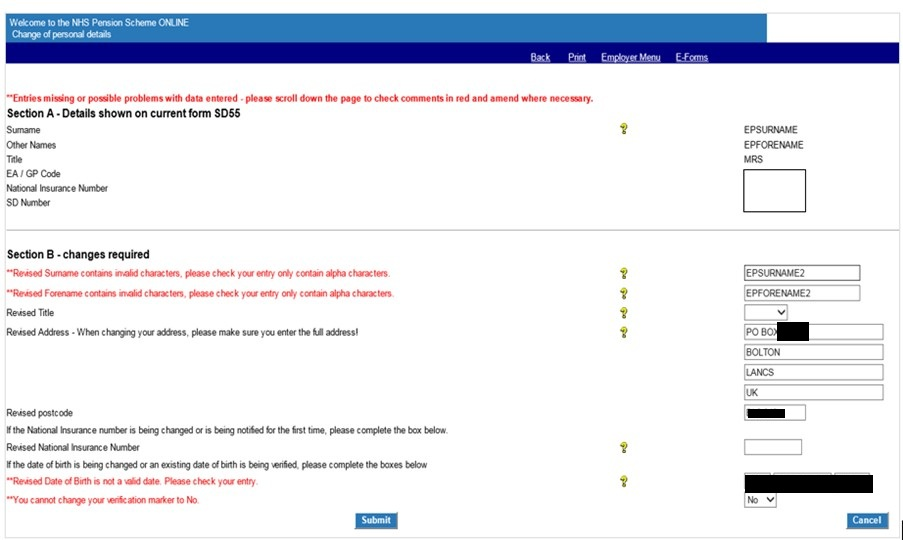 Welcome to the NHS Pension Scheme ONLINE
Change of personal details
Back Print Employer Menu E-Forms
**Entries missing or possible problems with data entered - please scroll down the page to check comments in red and amend where necessary.
Section A - Details shown on current form SD55
Surname ? EPSURNAME
Other Names EPFORENAME
Title MRS
EA / GP Code
National Insurance Number
SD Number
Section B - changes required
**Revised Surname contains invalid characters, please check your entry only contain alpha characters. ? EPSURNAME2
**Revised Forename contains invalid characters, please check your entry only contain alpha characters. ? EPFORENAME2
Revised Title ?
Revised Address - When changing your address, please make sure you enter the full address! ? PO BOX
BOLTON
LANCS
UK
Revised postcode
If the National Insurance number is being changed or is being notified for the first time, please complete the box below.
Revised National Insurance Number ?
If the date of birth is being changed or an existing date of birth is being verified, please complete the boxes below
**Revised Date of Birth is not a valid date. Please check your entry. ?
**You cannot change your verification marker to No. No
Submit Cancel